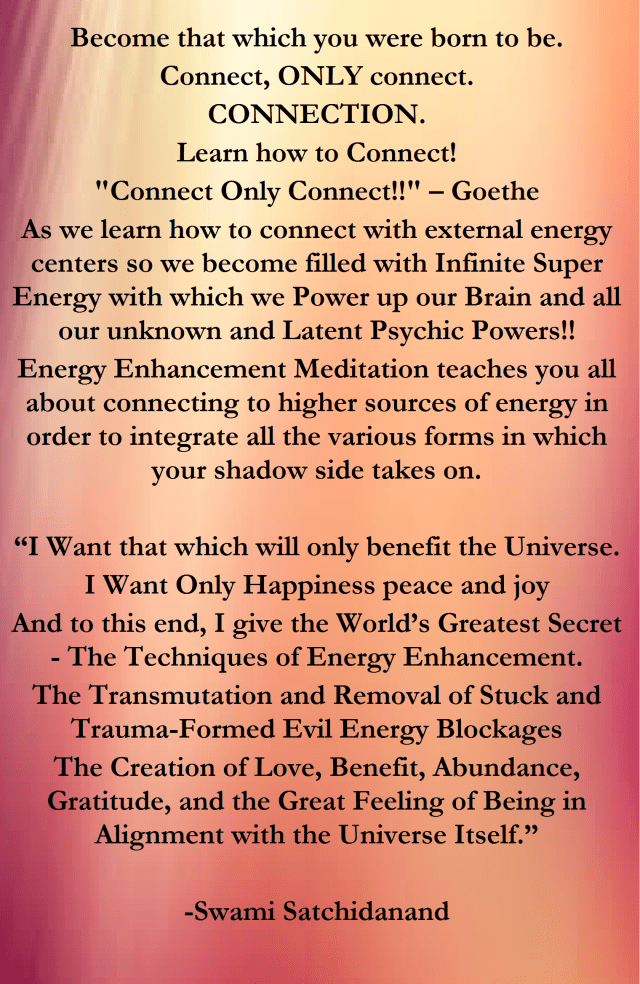 Become that which you were born to be.
Connect, ONLY connect.
CONNECTION.
Learn how to Connect!
"Connect Only Connect!!" – Goethe
As we learn how to connect with external energy
centers so we become filled with Infinite Super
Energy with which we Power up our Brain and all
our unknown and Latent Psychic Powers!!
Energy Enhancement Meditation teaches you all
about connecting to higher sources of energy in
order to integrate all the various forms in which
your shadow side takes on.
“I Want that which will only benefit the Universe.
I Want Only Happiness peace and joy
And to this end, I give the World’s Greatest Secret
- The Techniques of Energy Enhancement.
The Transmutation and Removal of Stuck and
Trauma-Formed Evil Energy Blockages
The Creation of Love, Benefit, Abundance,
Gratitude, and the Great Feeling of Being in
Alignment with the Universe Itself.”
-Swami Satchidanand